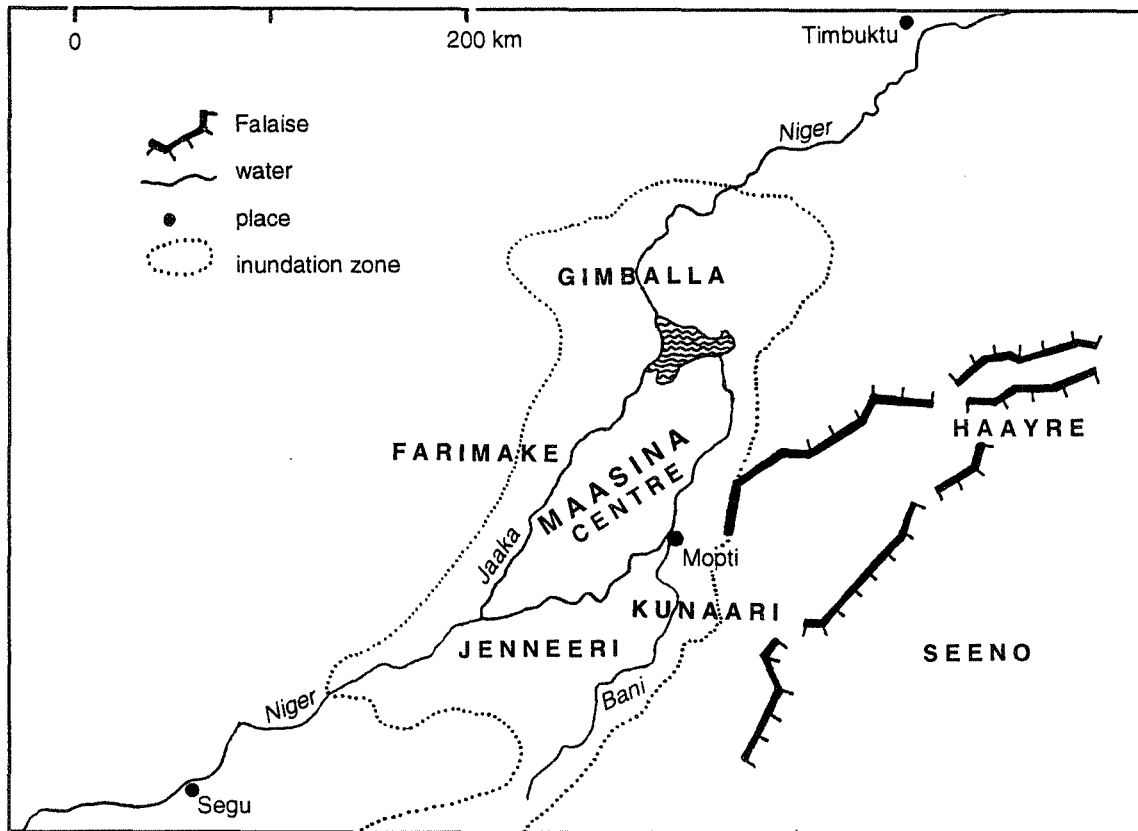 0
200 km
Timbuktu
Falaise
Niger
water
place
inundation zone
GIMBALLA
HAAYRE
FARIMAKE
MAASINA
CENTRE
Jaaka
Mopti
KUNAARI
JENNEERI
SEENO
Niger
Bani
Segu